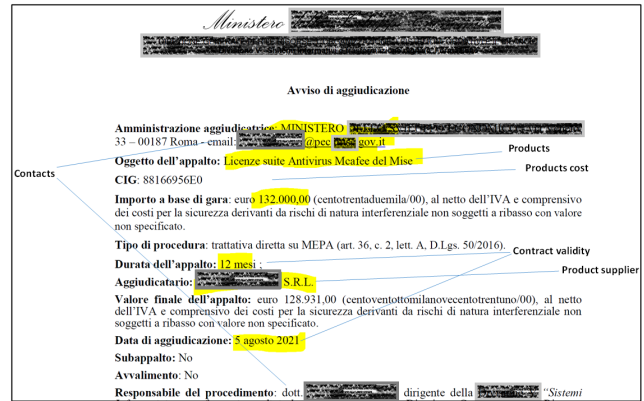 Ministero
Avviso di aggiudicazione
Amministrazione aggiudicatrice: MINISTERO
33 – 00187 Roma - email: @pec. gov.it
Products
Oggetto dell'appalto: Licenze suite Antivirus Mcafee del Mise
Contacts
Products cost
CIG: 88166956E0
Importo a base di gara: euro 132.000,00 (centotrentaduemila/00), al netto dell'IVA e comprensivo
dei costi per la sicurezza derivanti da rischi di natura interferenziale non soggetti a ribasso con valore
non specificato.
Tipo di procedura: trattativa diretta su MEPA (art. 36, c. 2, lett. A, D.Lgs. 50/2016).
Contract validity
Durata dell'appalto: 12 mesi ;
Product supplier
Aggiudicatario: S.R.L.
Valore finale dell'appalto: euro 128.931,00 (centoventottomilanovecentotrentuno/00), al netto
dell'IVA e comprensivo dei costi per la sicurezza derivanti da rischi di natura interferenziale non
soggetti a ribasso con valore non specificato.
Data di aggiudicazione: 5 agosto 2021
Subappalto: No
Avvalimento: No
Responsabile del procedimento: dott. dirigente della "Sistemi